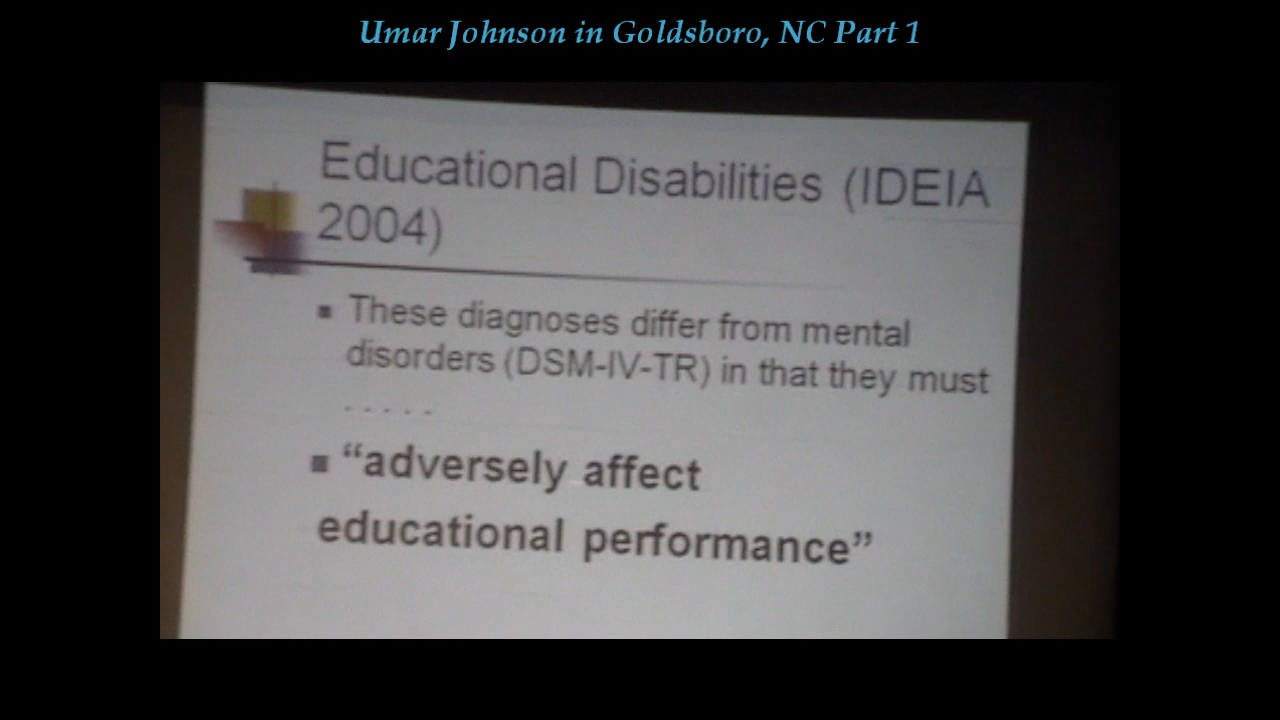 Umar Johnson in Goldsboro, NC Part 1
Educational Disabilities (IDEIA
2004)
▪ These diagnoses differ from mental
disorders (DSM-IV-TR) in that they must
. . . . .
▪ “adversely affect
educational performance”